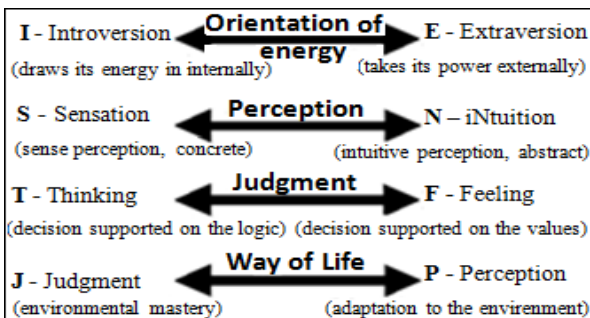 Orientation of
I - Introversion E - Extraversion
energy
(draws its energy in internally) (takes its power externally)
Perception
S - Sensation N – iNtuition
(sense perception, concrete) (intuitive perception, abstract)
Judgment
T - Thinking F - Feeling
(decision supported on the logic) (decision supported on the values)
Way of Life
J - Judgment P - Perception
(environmental mastery) (adaptation to the envirenment)